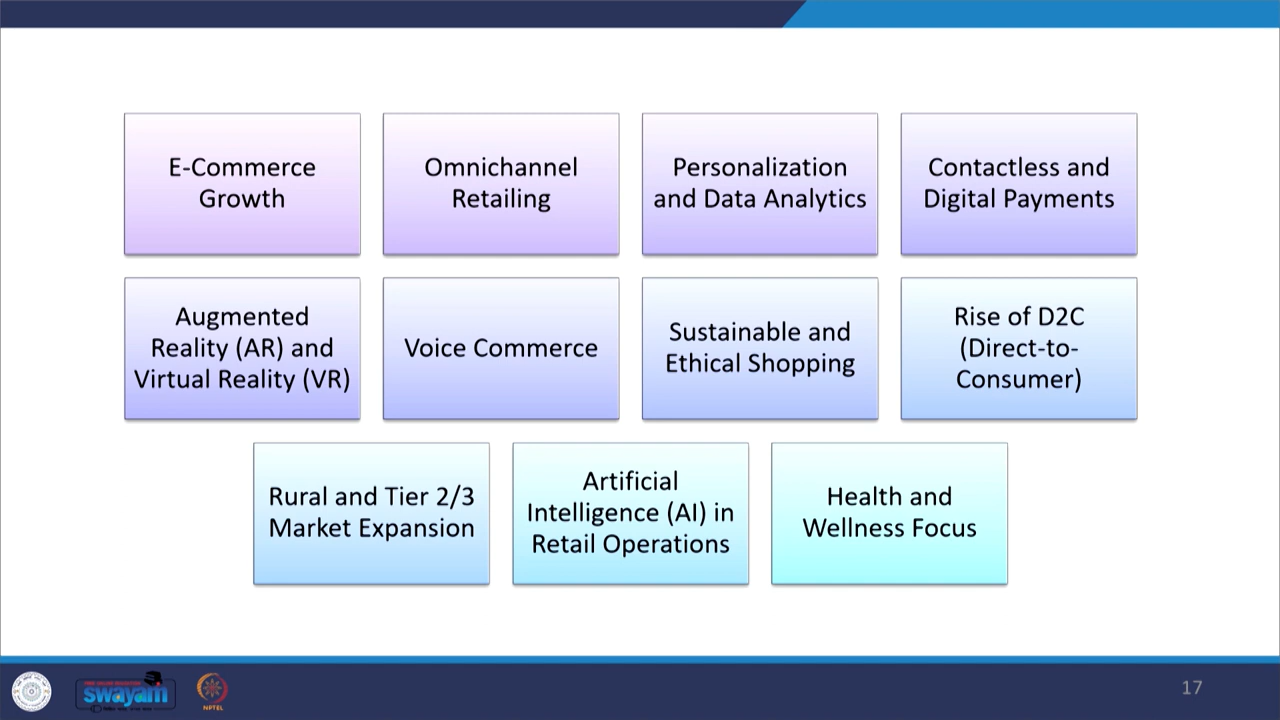 E-Commerce
Growth
Omnichannel
Retailing
Personalization
and Data Analytics
Contactless and
Digital Payments
Augmented
Reality (AR) and
Virtual Reality (VR)
Voice Commerce
Sustainable and
Ethical Shopping
Rise of D2C
(Direct-to-
Consumer)
Rural and Tier 2/3
Market Expansion
Artificial
Intelligence (AI) in
Retail Operations
Health and
Wellness Focus
swayam
NPTEL
17